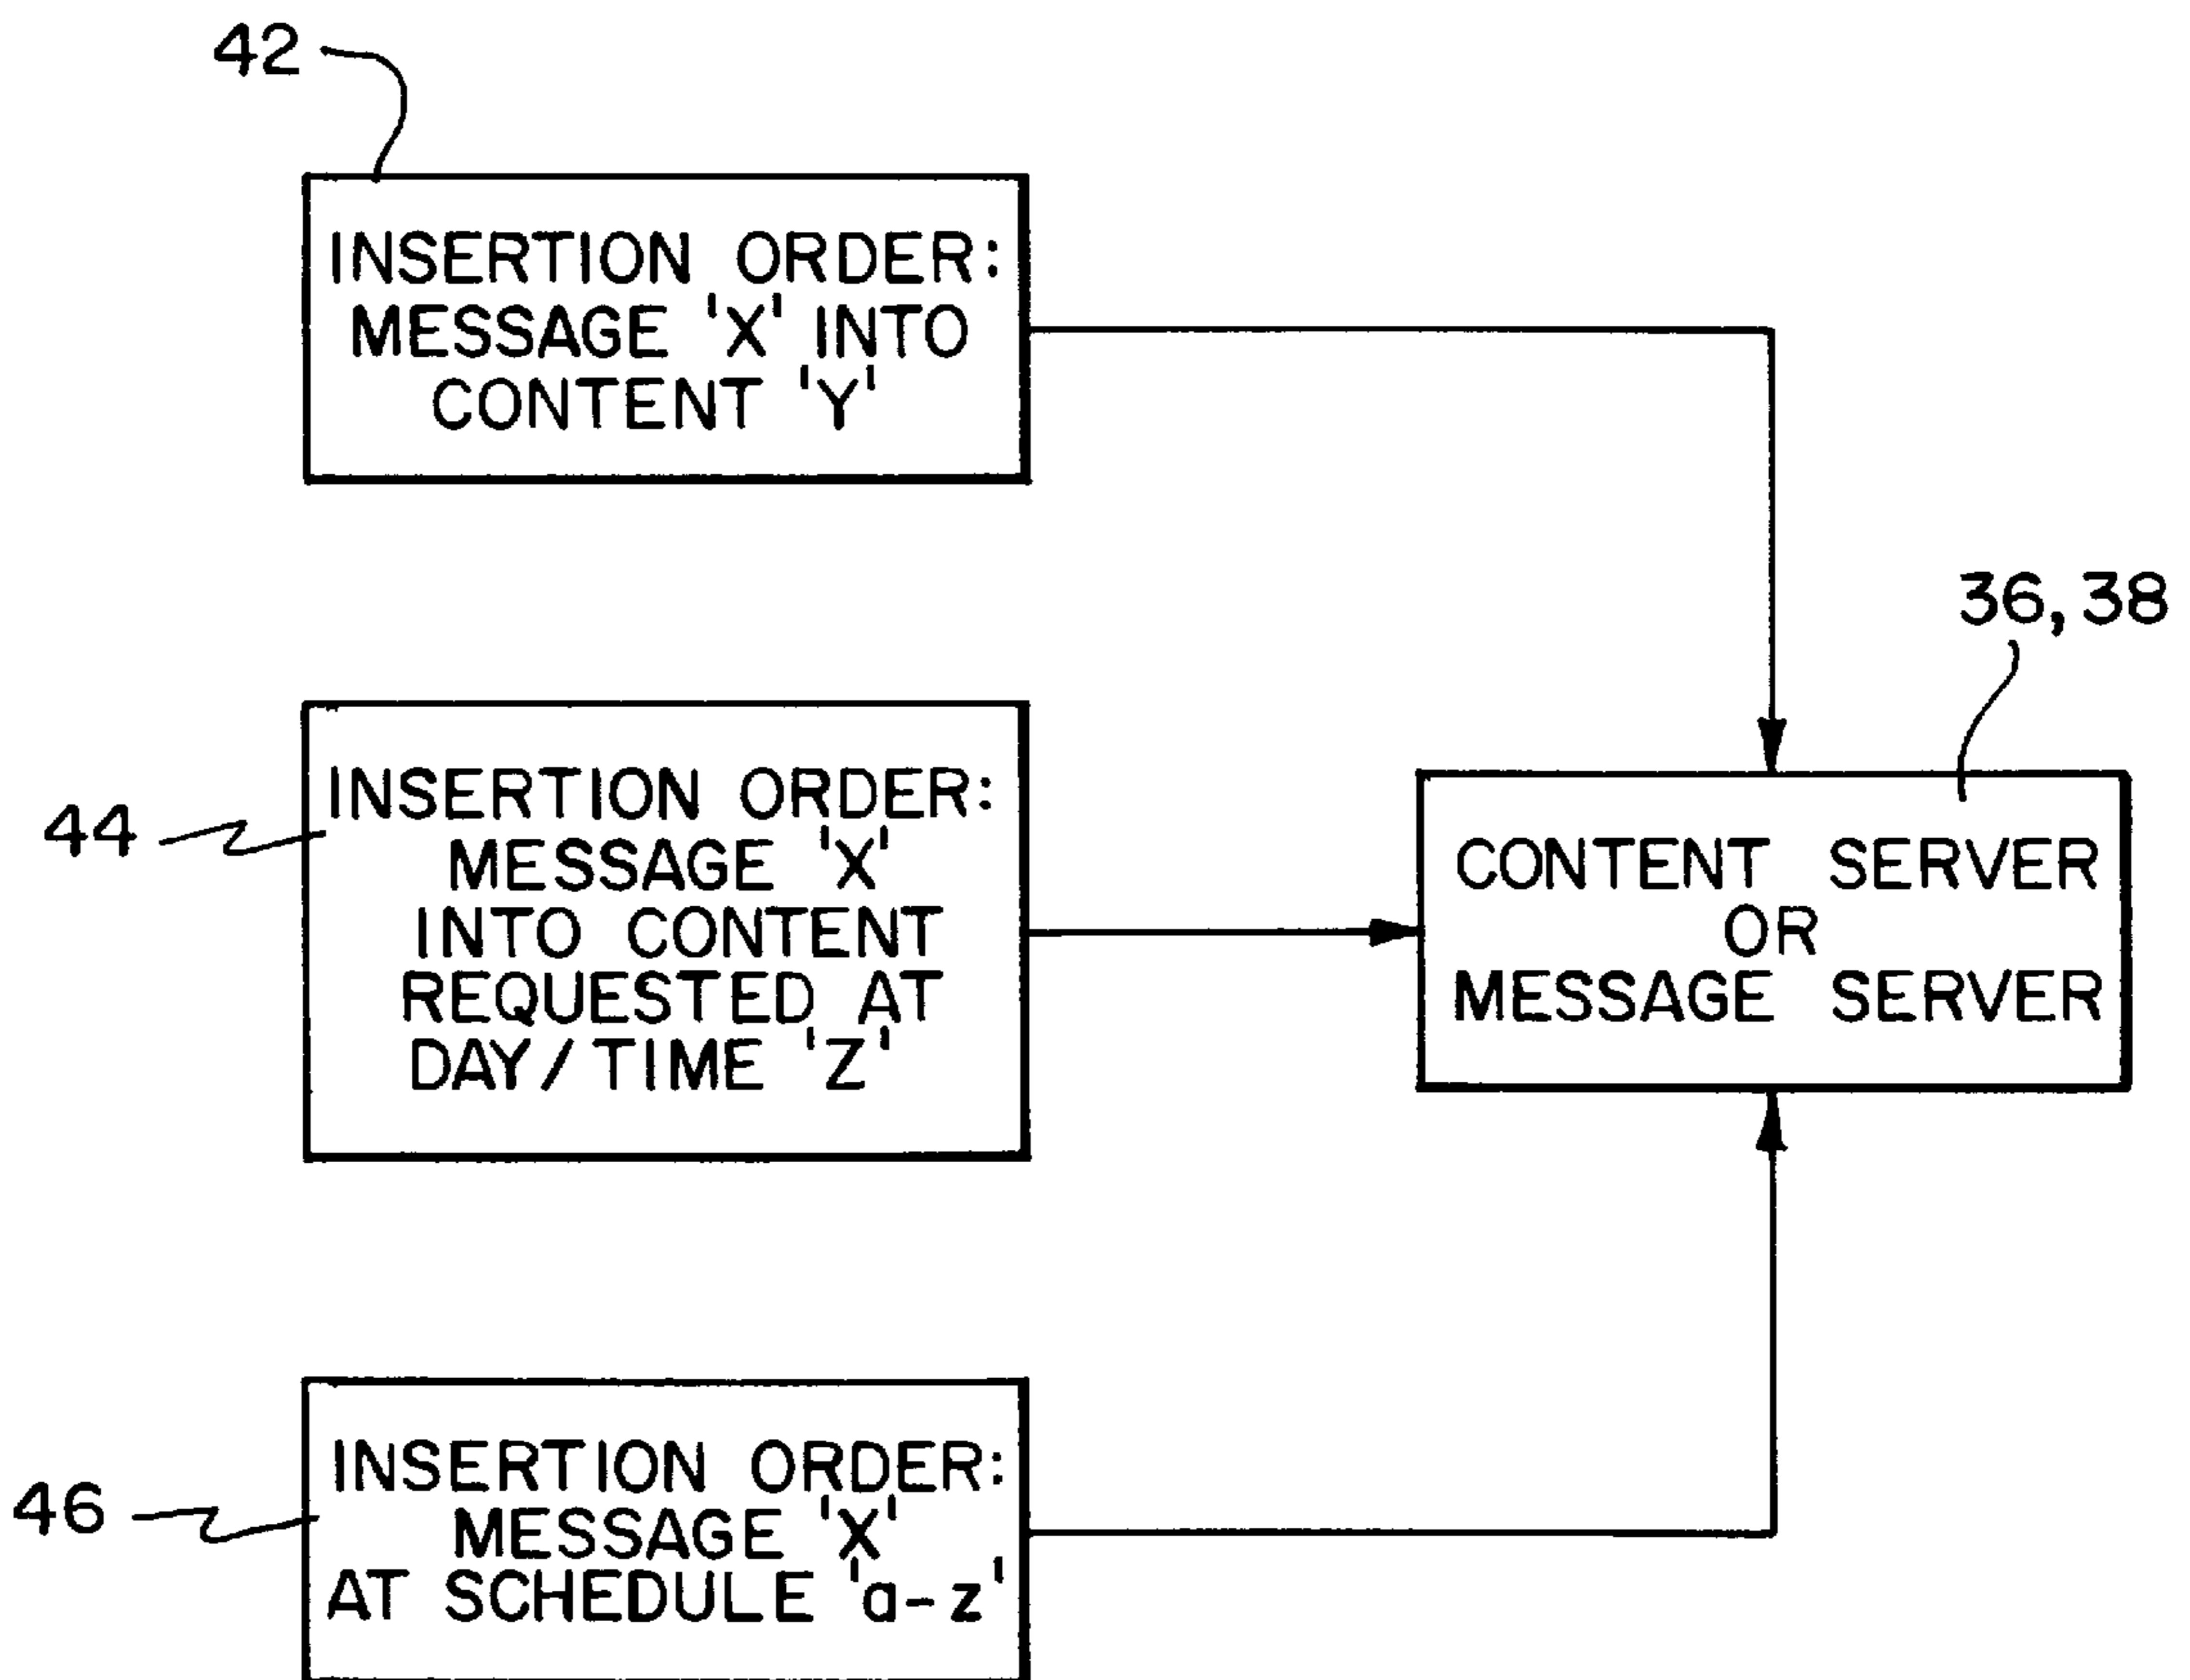 42
INSERTION ORDER:
MESSAGE 'X' INTO
CONTENT 'Y'
36,38
44
INSERTION ORDER:
MESSAGE 'X'
INTO CONTENT
REQUESTED AT
DAY/TIME 'Z'
CONTENT SERVER
OR
MESSAGE SERVER
46
INSERTION ORDER:
MESSAGE 'X'
AT SCHEDULE 'a-z'